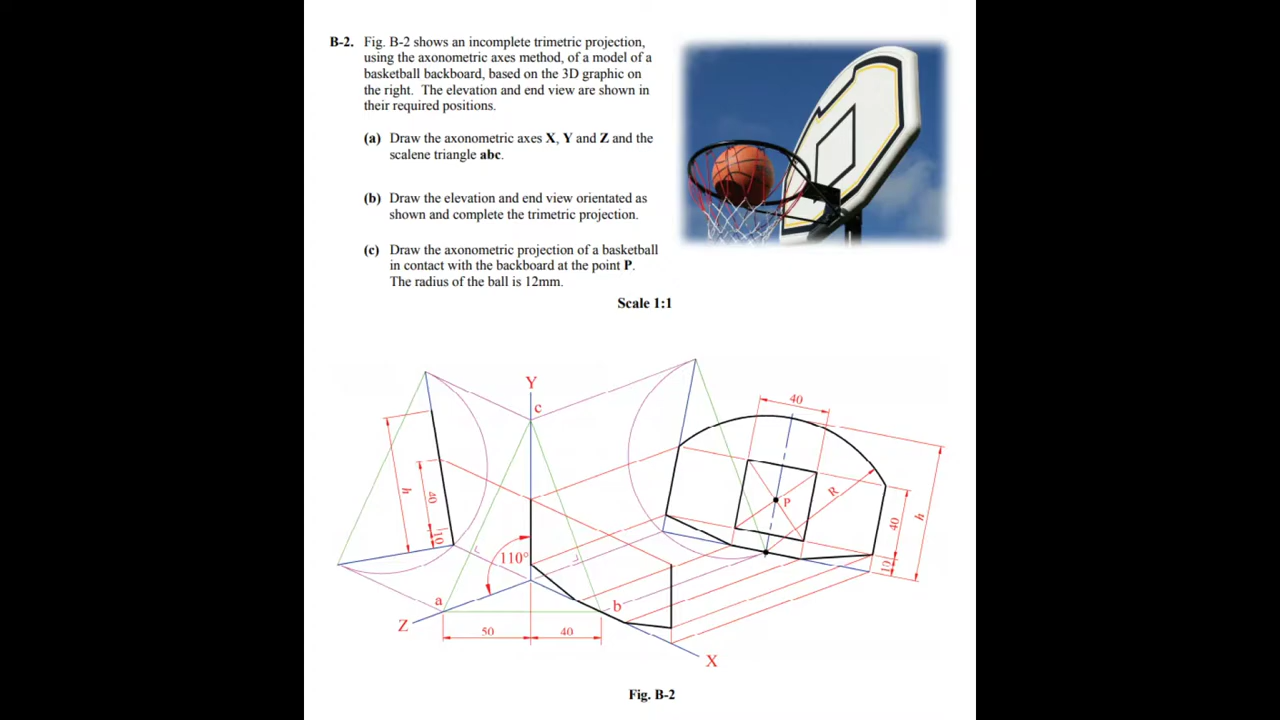 B-2. Fig. B-2 shows an incomplete trimetric projection,
using the axonometric axes method, of a model of a
basketball backboard, based on the 3D graphic on
the right. The elevation and end view are shown in
their required positions.
(a) Draw the axonometric axes X, Y and Z and the
scalene triangle abc.
(b) Draw the elevation and end view orientated as
shown and complete the trimetric projection.
(c) Draw the axonometric projection of a basketball
in contact with the backboard at the point P.
The radius of the ball is 12mm.
Scale 1:1
Y
c
40
h
40
10
P
R
40
h
10
110°
a
b
Z
50
40
X
Fig. B-2